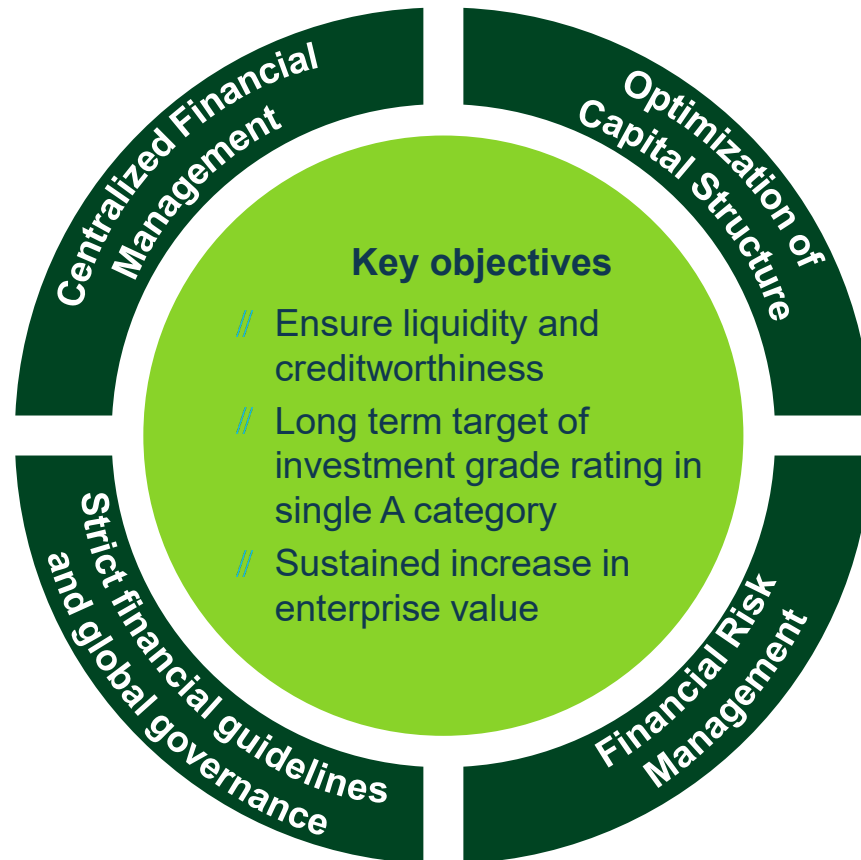 Centralized Financial
Management
Optimization of
Capital Structure
Key objectives
// Ensure liquidity and
creditworthiness
// Long term target of
investment grade rating in
single A category
// Sustained increase in
enterprise value
Strict financial guidelines
and global governance
Financial Risk
Management